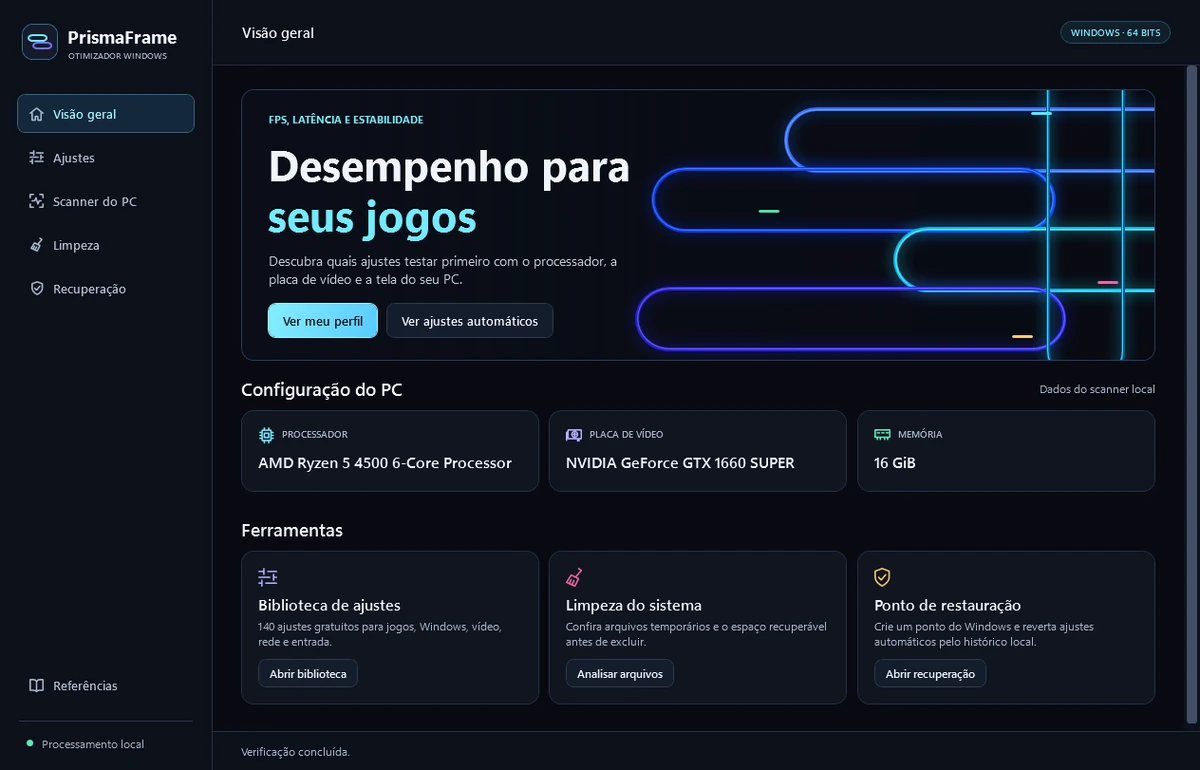 PrismaFrame
OTIMIZADOR WINDOWS
Visão geral
Ajustes
Scanner do PC
Limpeza
Recuperação
Referências
Processamento local
Visão geral
WINDOWS · 64 BITS
FPS, LATÊNCIA E ESTABILIDADE
Desempenho para
seus jogos
Descubra quais ajustes testar primeiro com o processador, a
placa de vídeo e a tela do seu PC.
Ver meu perfil
Ver ajustes automáticos
Configuração do PC
Dados do scanner local
PROCESSADOR
AMD Ryzen 5 4500 6-Core Processor
PLACA DE VÍDEO
NVIDIA GeForce GTX 1660 SUPER
MEMÓRIA
16 GiB
Ferramentas
Biblioteca de ajustes
140 ajustes gratuitos para jogos, Windows, vídeo,
rede e entrada.
Abrir biblioteca
Limpeza do sistema
Confira arquivos temporários e o espaço recuperável
antes de excluir.
Analisar arquivos
Ponto de restauração
Crie um ponto do Windows e reverta ajustes
automáticos pelo histórico local.
Abrir recuperação
Verificação concluída.